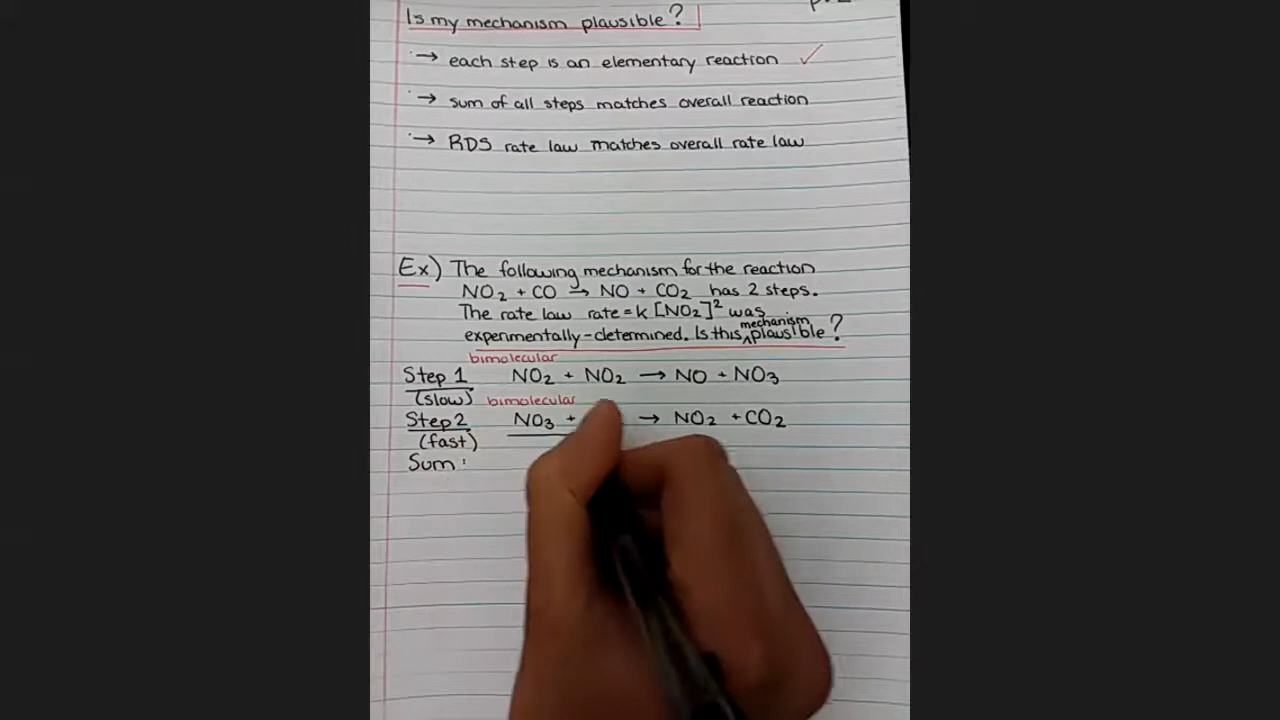 Is my mechanism plausible?
→ each step is an elementary reaction ✓
→ sum of all steps matches overall reaction
→ RDS rate law matches overall rate law
Ex) The following mechanism for the reaction
NO₂ + CO → NO + CO₂ has 2 steps.
The rate law rate = k [NO₂]² was
mechanism
experimentally-determined. Is this ^ plausible?
bimolecular
Step 1 NO₂ + NO₂ → NO + NO₃
(slow) bimolecular
Step 2 NO₃ + → NO₂ + CO₂
(fast)
Sum: